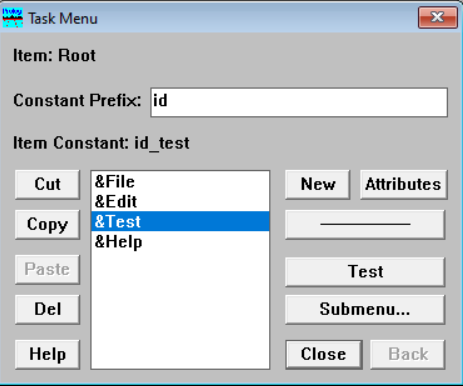 Task Menu
Item: Root
Constant Prefix: id
Item Constant: id_test
Cut
Copy
Paste
Del
Help
&File
&Edit
&Test
&Help
New
Attributes
Test
Submenu...
Close
Back